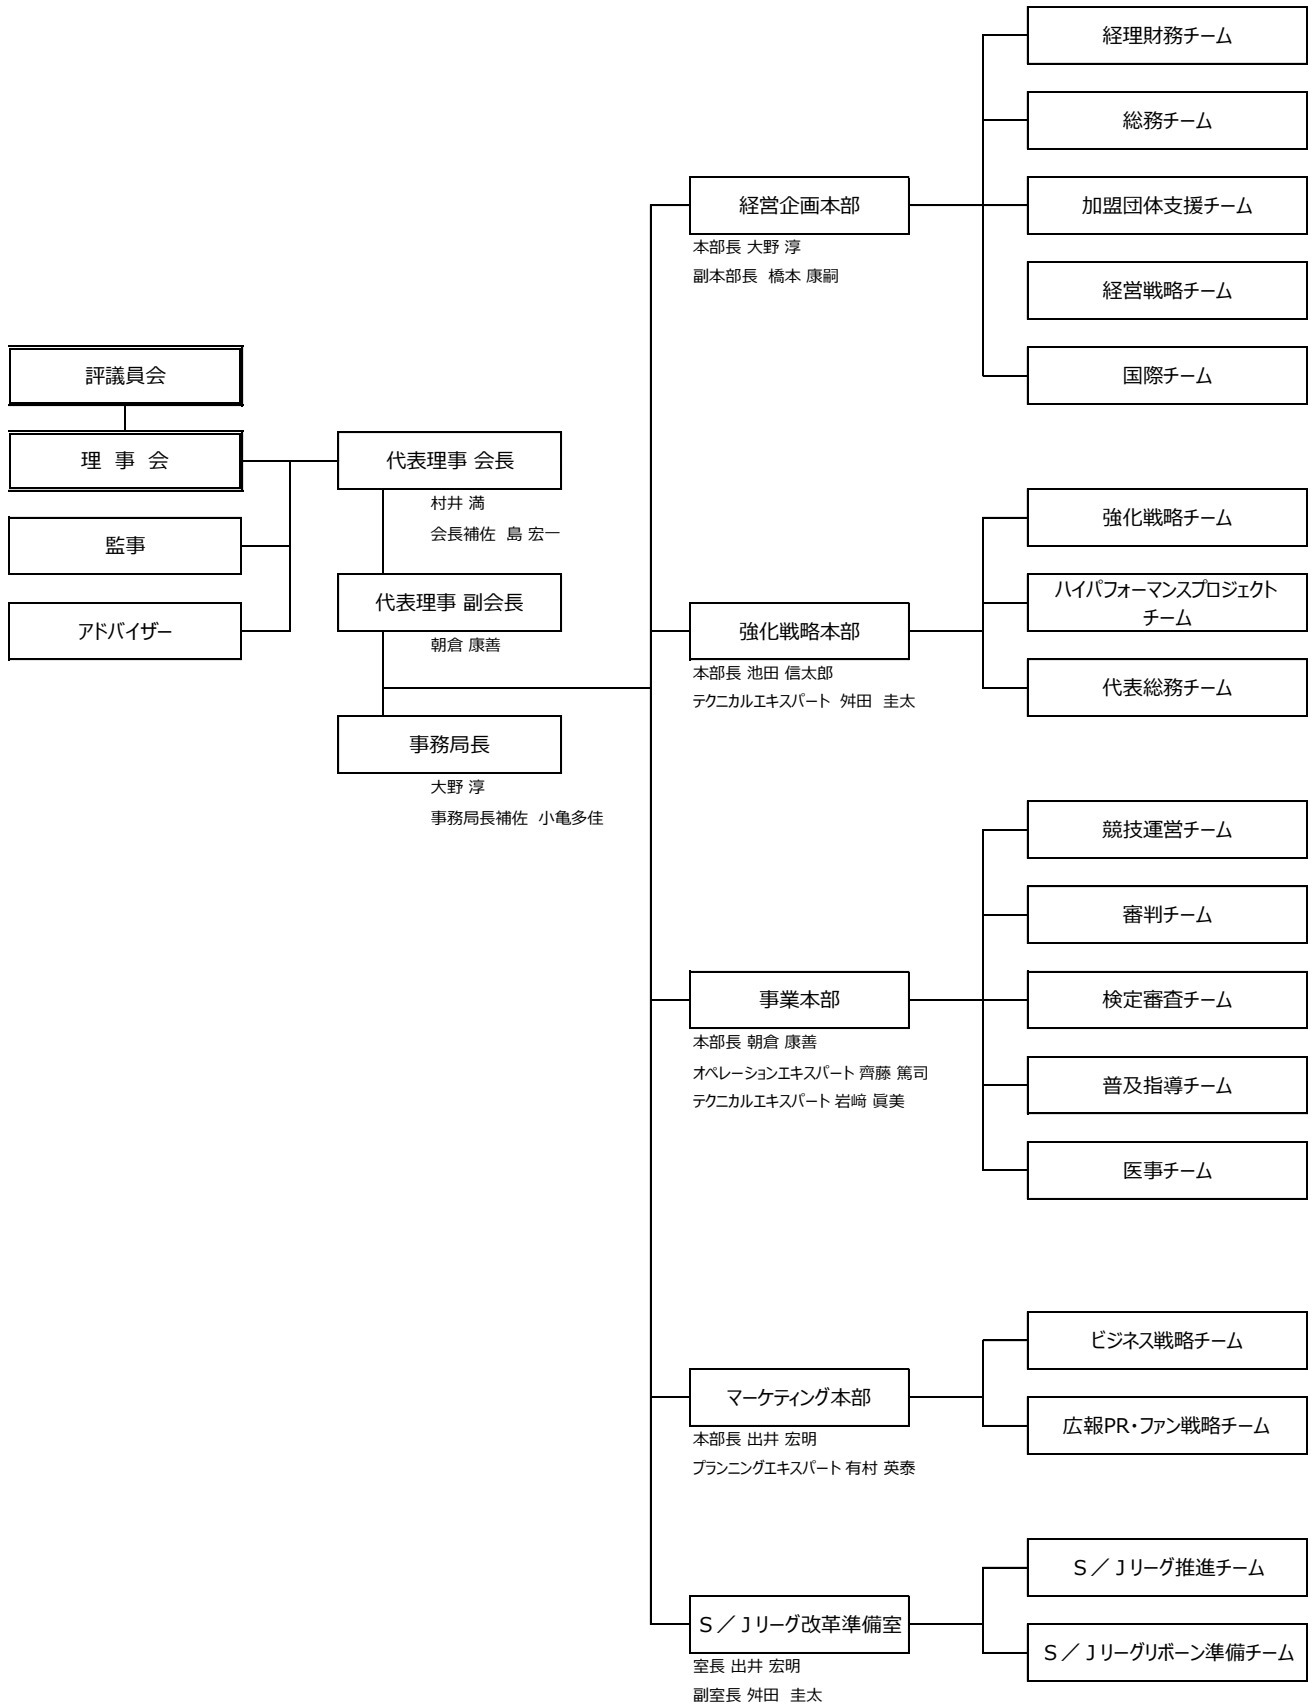 評議員会
理 事 会
監事
アドバイザー
代表理事 会長
村井 満
会長補佐 島 宏一
代表理事 副会長
朝倉 康善
事務局長
大野 淳
事務局長補佐 小亀多佳
経営企画本部
本部長 大野 淳
副本部長 橋本 康嗣
経理財務チーム
総務チーム
加盟団体支援チーム
経営戦略チーム
国際チーム
強化戦略本部
本部長 池田 信太郎
テクニカルエキスパート 舛田 圭太
強化戦略チーム
ハイパフォーマンスプロジェクト
チーム
代表総務チーム
事業本部
本部長 朝倉 康善
オペレーションエキスパート 齊藤 篤司
テクニカルエキスパート 岩﨑 眞美
競技運営チーム
審判チーム
検定審査チーム
普及指導チーム
医事チーム
マーケティング本部
本部長 出井 宏明
プランニングエキスパート 有村 英泰
ビジネス戦略チーム
広報PR・ファン戦略チーム
S/Jリーグ改革準備室
室長 出井 宏明
副室長 舛田 圭太
S/Jリーグ推進チーム
S/Jリーグリボーン準備チーム